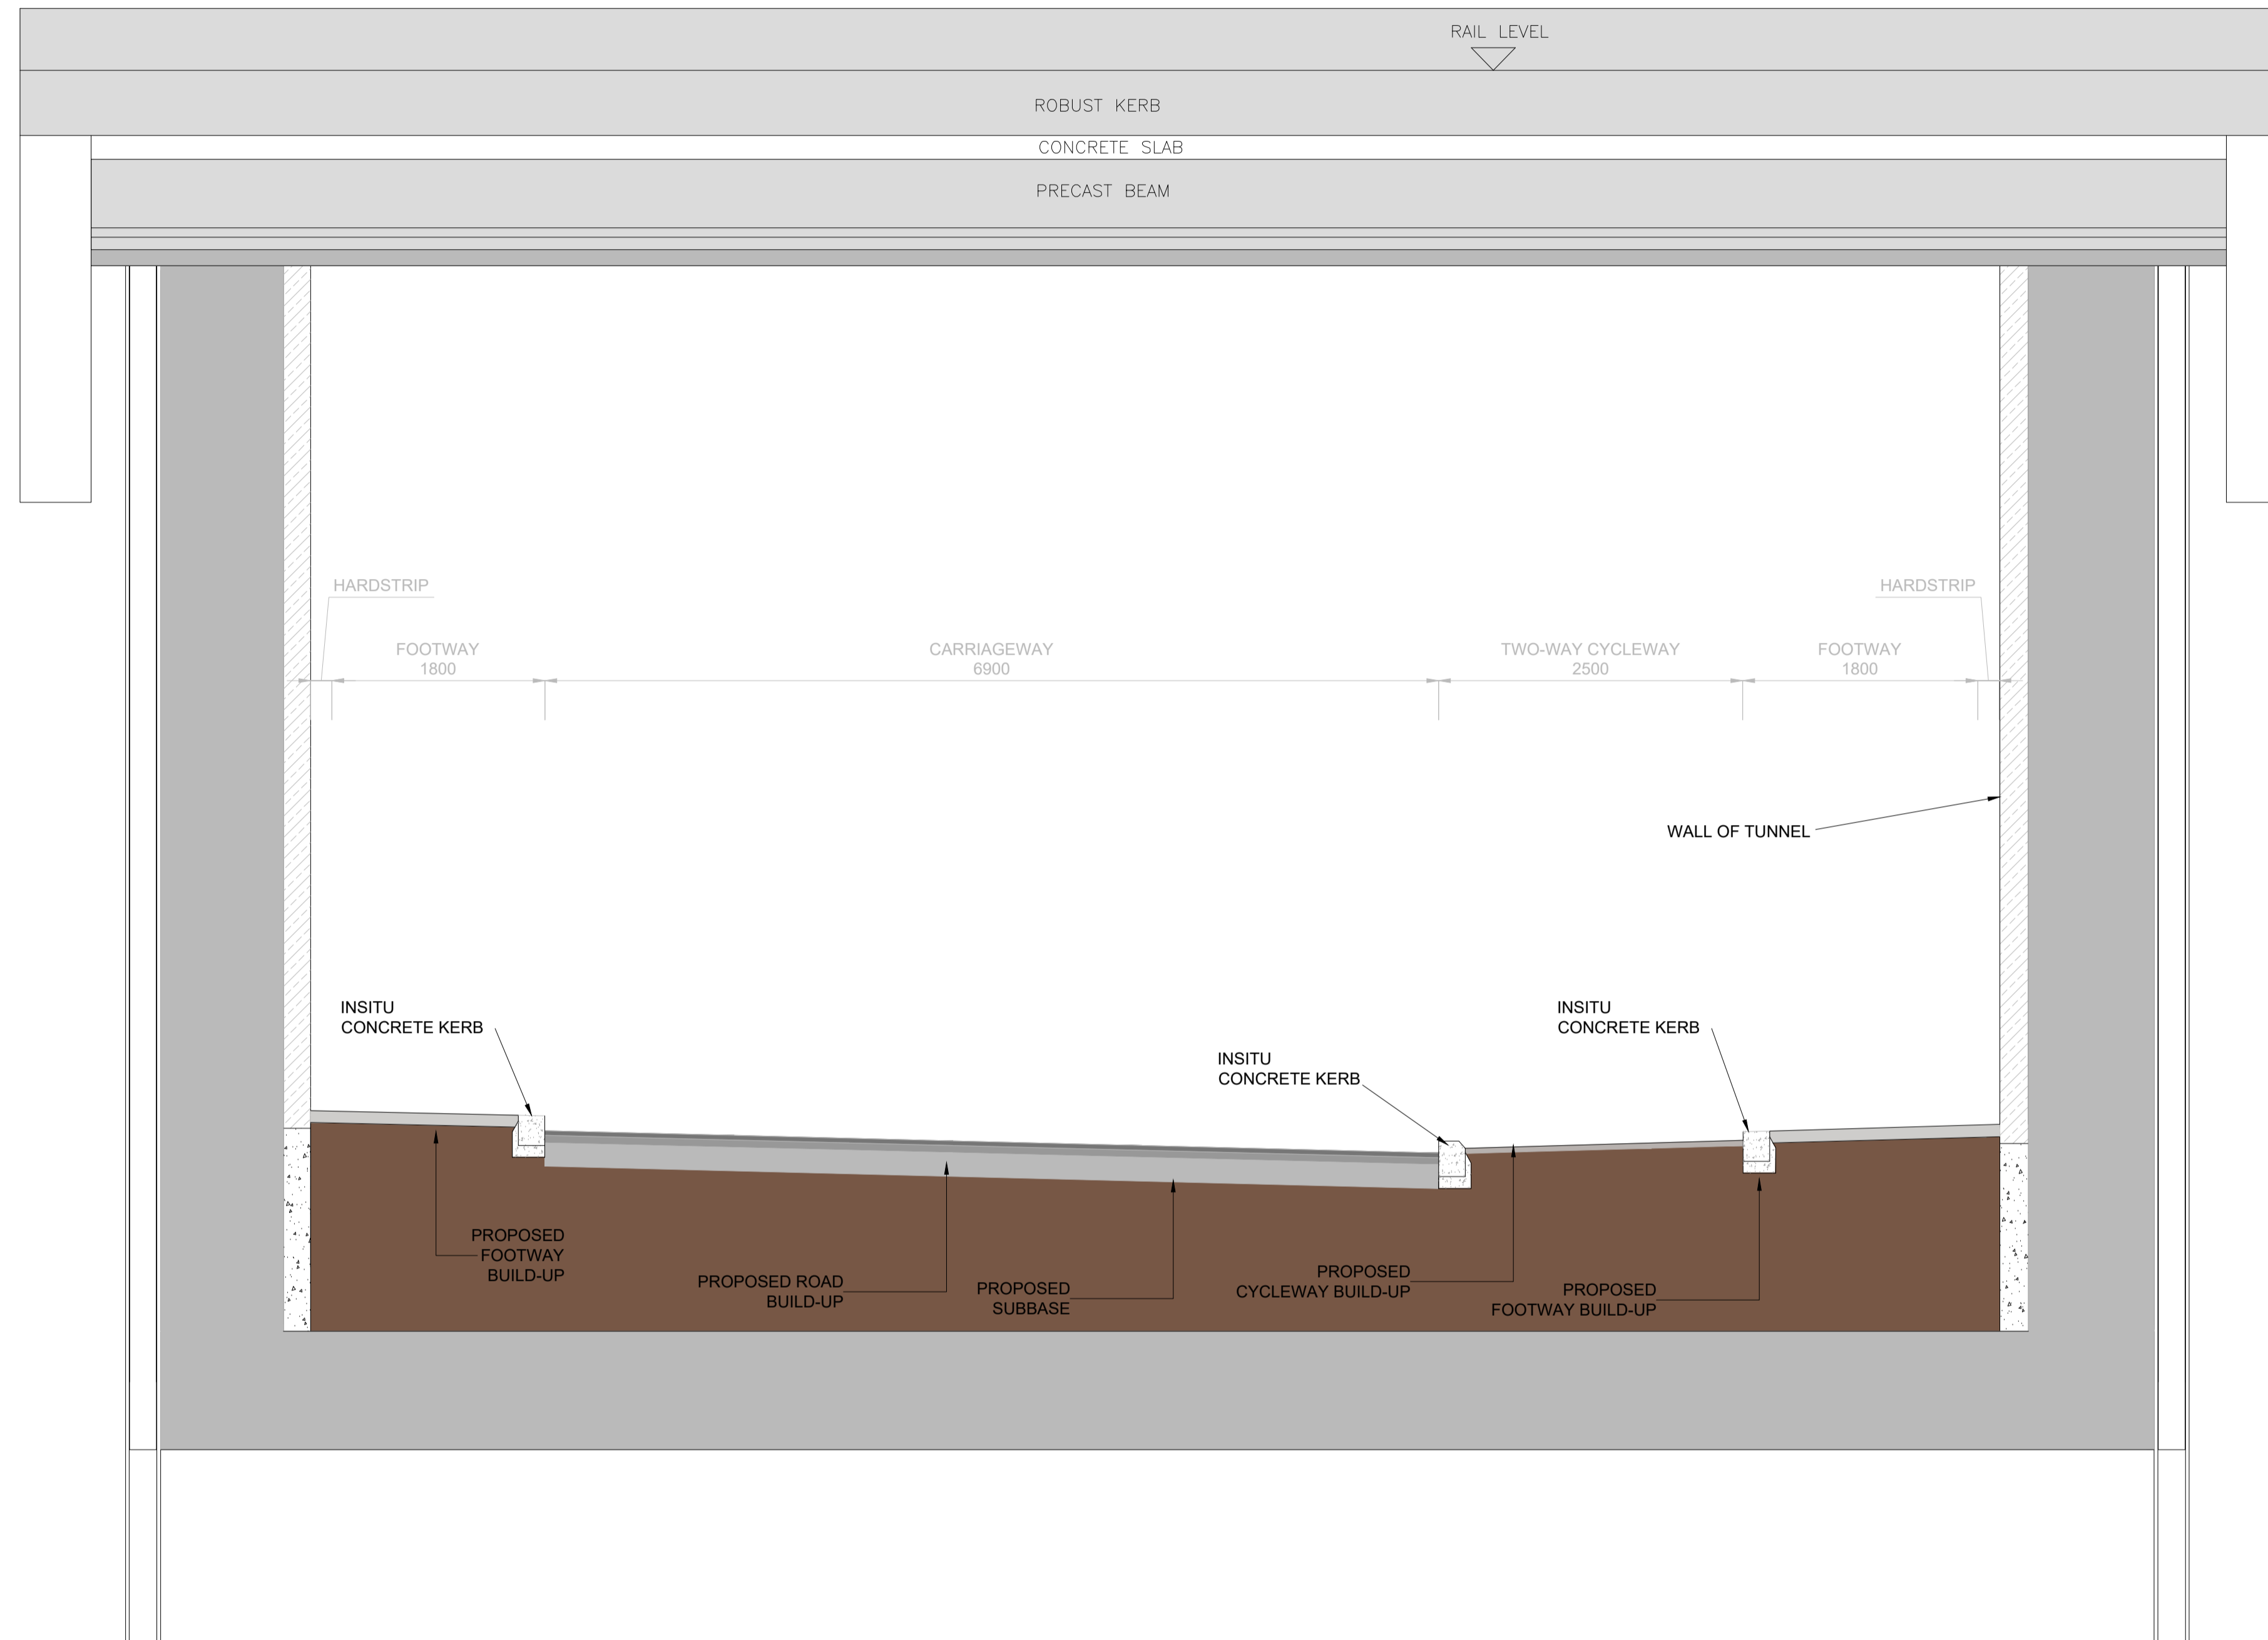 RAIL LEVEL
ROBUST KERB
CONCRETE SLAB
PRECAST BEAM
HARDSTRIP
HARDSTRIP
FOOTWAY
1800
CARRIAGEWAY
6900
TWO-WAY CYCLEWAY
2500
FOOTWAY
1800
WALL OF TUNNEL
INSITU
CONCRETE KERB
INSITU
CONCRETE KERB
INSITU
CONCRETE KERB
PROPOSED
FOOTWAY
BUILD-UP
PROPOSED ROAD
BUILD-UP
PROPOSED
SUBBASE
PROPOSED
CYCLEWAY BUILD-UP
PROPOSED
FOOTWAY BUILD-UP